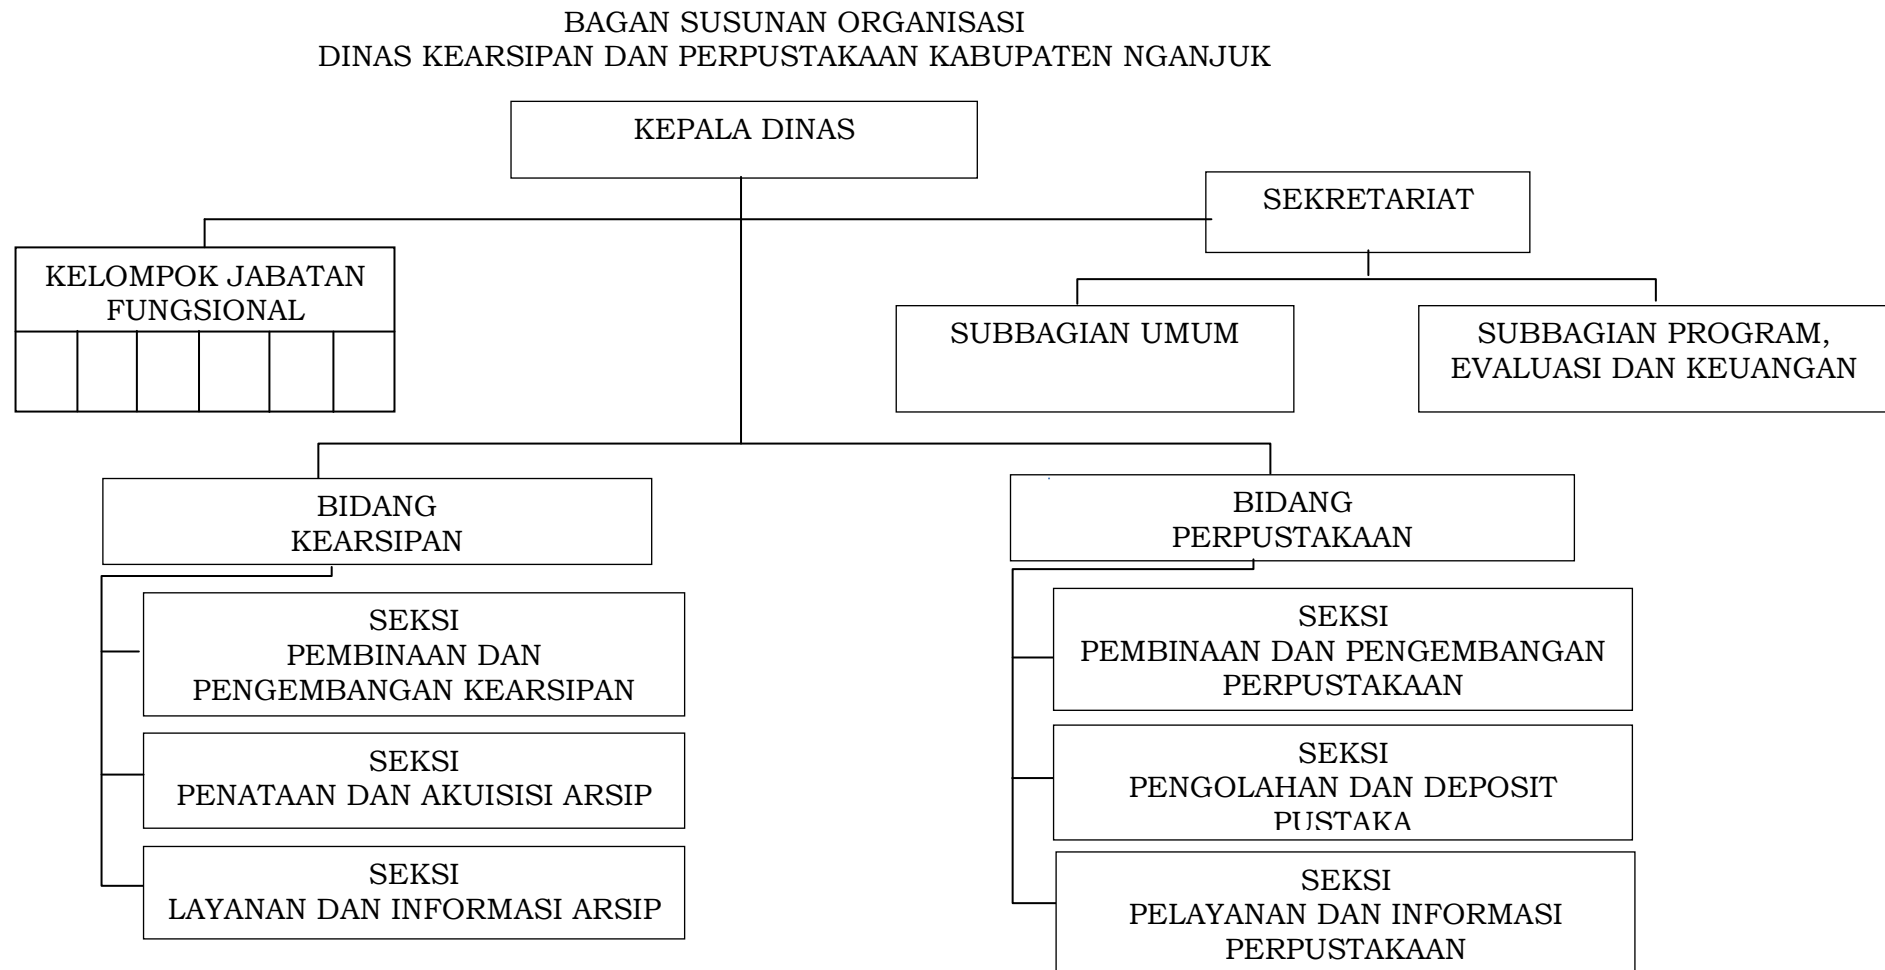 BAGAN SUSUNAN ORGANISASI
DINAS KEARSIPAN DAN PERPUSTAKAAN KABUPATEN NGANJUK
KEPALA DINAS
SEKRETARIAT
KELOMPOK JABATAN
FUNGSIONAL
SUBBAGIAN UMUM
SUBBAGIAN PROGRAM,
EVALUASI DAN KEUANGAN
BIDANG
KEARSIPAN
SEKSI
PEMBINAAN DAN
PENGEMBANGAN KEARSIPAN
SEKSI
PENATAAN DAN AKUISISI ARSIP
SEKSI
LAYANAN DAN INFORMASI ARSIP
BIDANG
PERPUSTAKAAN
SEKSI
PEMBINAAN DAN PENGEMBANGAN
PERPUSTAKAAN
SEKSI
PENGOLAHAN DAN DEPOSIT
PUSTAKA
SEKSI
PELAYANAN DAN INFORMASI
PERPUSTAKAAN